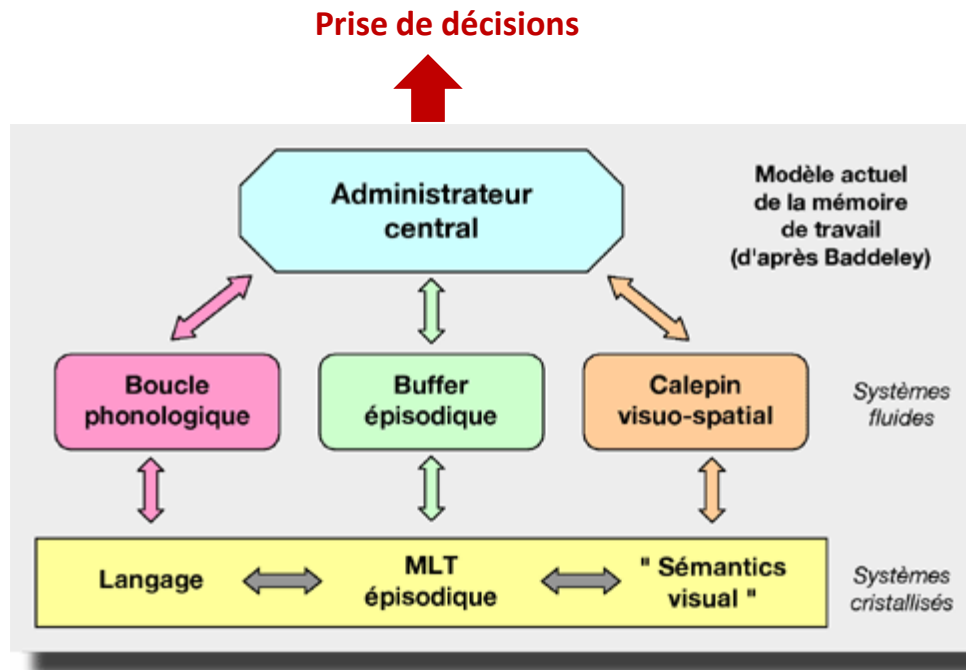 Prise de décisions
Administrateur
central
Modèle actuel
de la mémoire
de travail
(d'après Baddeley)
Boucle
phonologique
Buffer
épisodique
Calepin
visuo-spatial
Systèmes
fluides
Langage
MLT
épisodique
" Sémantics
visual "
Systèmes
cristallisés